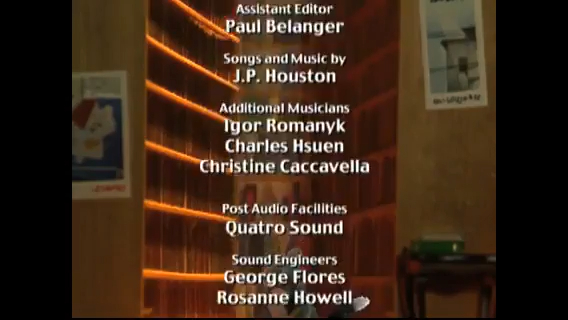 Assistant Editor
Paul Belanger
Songs and Music by
J.P. Houston
Additional Musicians
Igor Romanyk
Charles Hsuen
Christine Caccavella
Post Audio Facilities
Quatro Sound
Sound Engineers
George Flores
Rosanne Howell